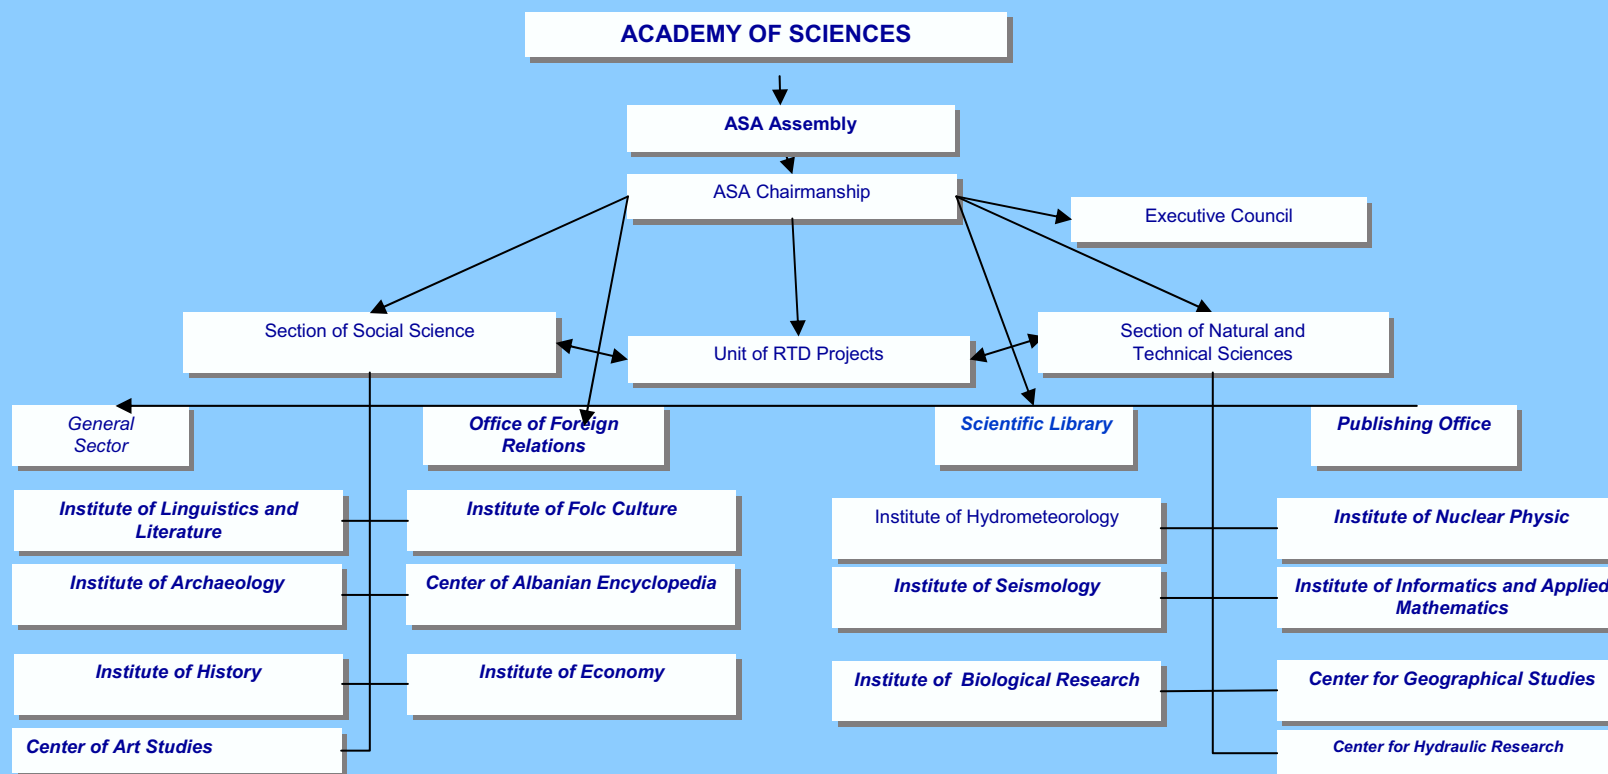 ACADEMY OF SCIENCES
ASA Assembly
ASA Chairmanship
Executive Council
Section of Social Science
Unit of RTD Projects
Section of Natural and
Technical Sciences
General
Sector
Office of Foreign
Relations
Scientific Library
Publishing Office
Institute of Linguistics and
Literature
Institute of Folc Culture
Institute of Hydrometeorology
Institute of Nuclear Physic
Institute of Archaeology
Center of Albanian Encyclopedia
Institute of Seismology
Institute of Informatics and Applied
Mathematics
Institute of History
Institute of Economy
Institute of  Biological Research
Center for Geographical Studies
Center of Art Studies
Center for Hydraulic Research